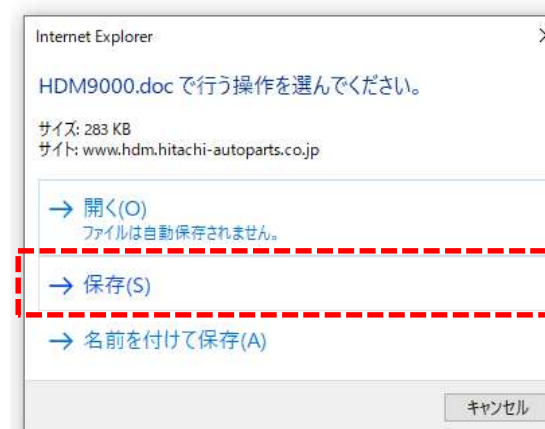 Internet Explorer
HDM9000.doc で行う操作を選んでください。
サイズ: 283 KB
サイト: www.hdm.hitachi-autoparts.co.jp
→ 開く(O)
ファイルは自動保存されません。
→ 保存(S)
→ 名前を付けて保存(A)
キャンセル